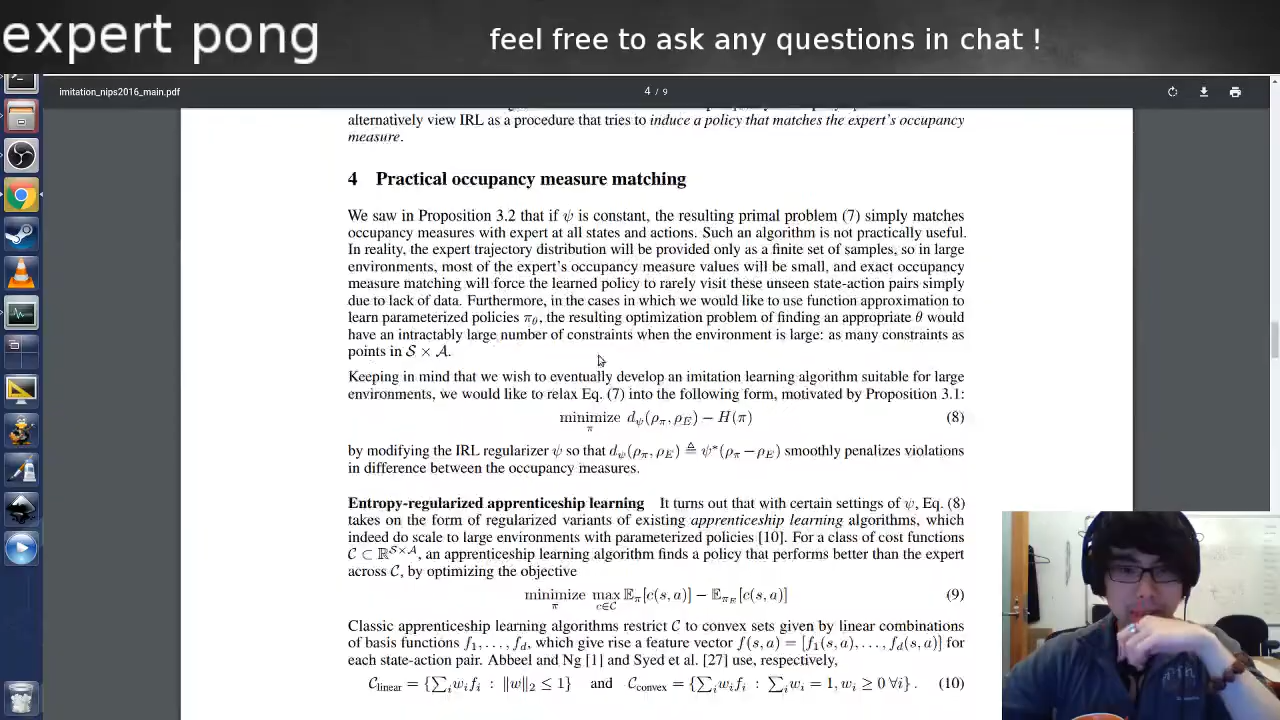 expert pong
feel free to ask any questions in chat !
imitation_nips2016_main.pdf
4 / 9
alternatively view IRL as a procedure that tries to induce a policy that matches the expert's occupancy
measure.
4 Practical occupancy measure matching
We saw in Proposition 3.2 that if ψ is constant, the resulting primal problem (7) simply matches
occupancy measures with expert at all states and actions. Such an algorithm is not practically useful.
In reality, the expert trajectory distribution will be provided only as a finite set of samples, so in large
environments, most of the expert's occupancy measure values will be small, and exact occupancy
measure matching will force the learned policy to rarely visit these unseen state-action pairs simply
due to lack of data. Furthermore, in the cases in which we would like to use function approximation to
learn parameterized policies π_θ, the resulting optimization problem of finding an appropriate θ would
have an intractably large number of constraints when the environment is large: as many constraints as
points in S × A.
Keeping in mind that we wish to eventually develop an imitation learning algorithm suitable for large
environments, we would like to relax Eq. (7) into the following form, motivated by Proposition 3.1:
minimize_π d_ψ(ρ_π, ρ_E) − H(π) (8)
by modifying the IRL regularizer ψ so that d_ψ(ρ_π, ρ_E) ≜ ψ*(ρ_π − ρ_E) smoothly penalizes violations
in difference between the occupancy measures.
Entropy-regularized apprenticeship learning It turns out that with certain settings of ψ, Eq. (8)
takes on the form of regularized variants of existing apprenticeship learning algorithms, which
indeed do scale to large environments with parameterized policies [10]. For a class of cost functions
C ⊂ ℝ^{S×A}, an apprenticeship learning algorithm finds a policy that performs better than the expert
across C, by optimizing the objective
minimize_π max_{c∈C} 𝔼_π[c(s, a)] − 𝔼_{π_E}[c(s, a)] (9)
Classic apprenticeship learning algorithms restrict C to convex sets given by linear combinations
of basis functions f_1, . . . , f_d, which give rise a feature vector f(s, a) = [f_1(s, a), . . . , f_d(s, a)] for
each state-action pair. Abbeel and Ng [1] and Syed et al. [27] use, respectively,
C_linear = {∑_i w_i f_i : ‖w‖_2 ≤ 1} and C_convex = {∑_i w_i f_i : ∑_i w_i = 1, w_i ≥ 0 ∀i} . (10)